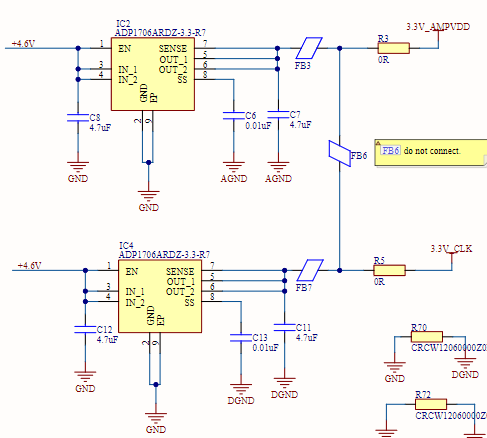 IC2
ADP1706ARDZ-3.3-R7
3.3V_AMPVDD
+4.6V
1 EN SENSE 7
R3
OUT_1 5
3 IN_1 OUT_2 6
FB3
0R
4 IN_2 SS 8
GND
EP
C8
4.7uF
C6
0.01uF
C7
4.7uF
2 9
FB6
FB6 do not connect.
GND
AGND
AGND
GND
IC4
ADP1706ARDZ-3.3-R7
3.3V_CLK
+4.6V
1 EN SENSE 7
R5
OUT_1 5
3 IN_1 OUT_2 6
FB7
0R
4 IN_2 SS 8
GND
EP
C12
4.7uF
C13
0.01uF
C11
4.7uF
R70
CRCW12060000Z0
2 9
GND
DGND
GND
DGND
DGND
R72
CRCW12060000Z0
GND